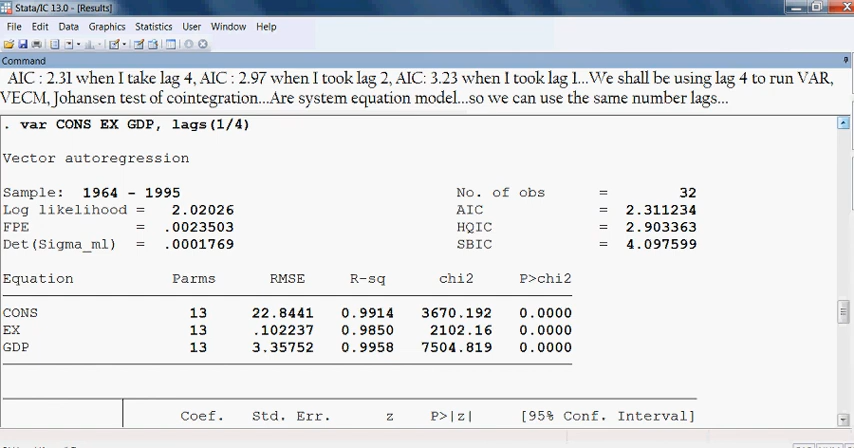 Stata/IC 13.0 - [Results]
File Edit Data Graphics Statistics User Window Help
Command
AIC : 2.31 when I take lag 4, AIC : 2.97 when I took lag 2, AIC: 3.23 when I took lag 1...We shall be using lag 4 to run VAR,
VECM, Johansen test of cointegration...Are system equation model...so we can use the same number lags...
. var CONS EX GDP, lags(1/4)
Vector autoregression
Sample: 1964 - 1995 No. of obs = 32
Log likelihood = 2.02026 AIC = 2.311234
FPE = .0023503 HQIC = 2.903363
Det(Sigma_ml) = .0001769 SBIC = 4.097599
Equation Parms RMSE R-sq chi2 P>chi2
CONS 13 22.8441 0.9914 3670.192 0.0000
EX 13 .102237 0.9850 2102.16 0.0000
GDP 13 3.35752 0.9958 7504.819 0.0000
Coef. Std. Err. z P>|z| [95% Conf. Interval]